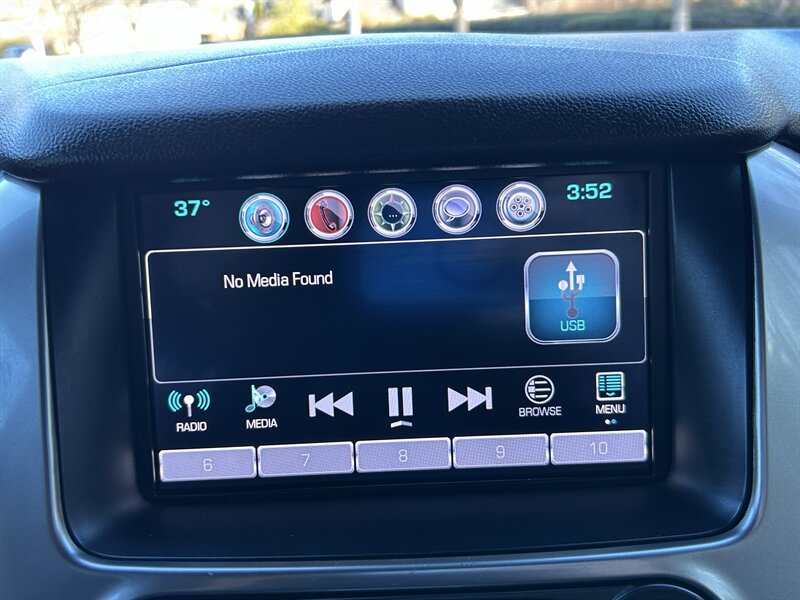 37° 3:52
No Media Found
USB
RADIO MEDIA BROWSE MENU
6 7 8 9 10